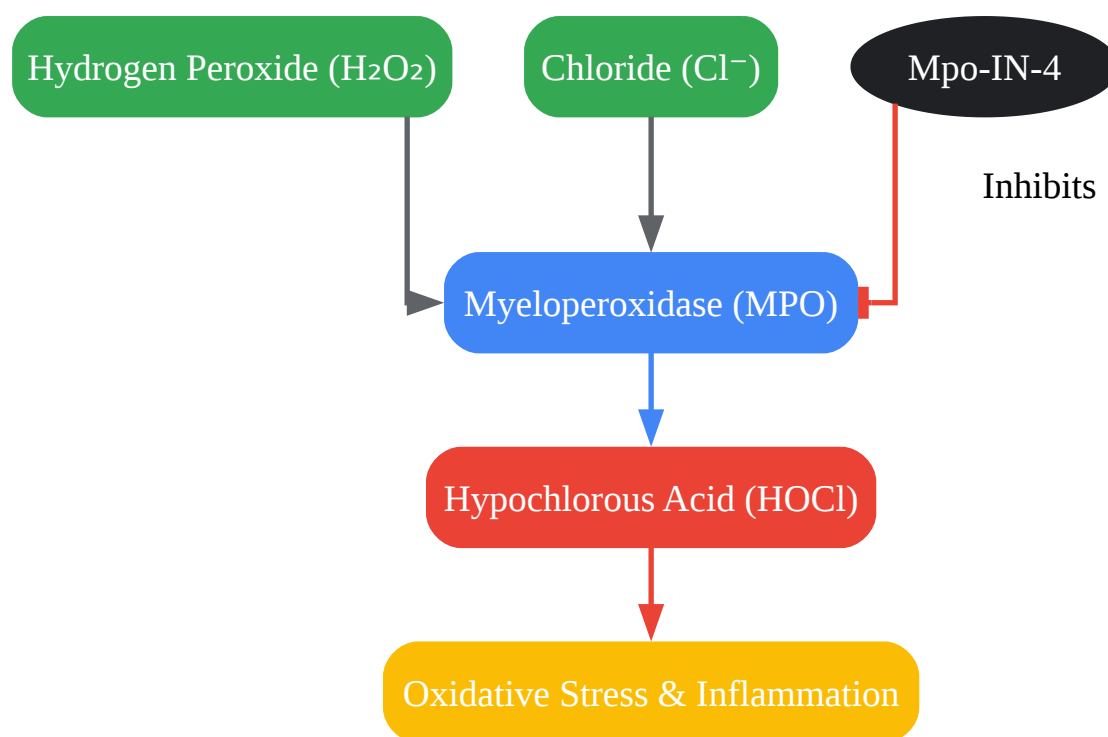 Hydrogen Peroxide (H₂O₂)
Chloride (Cl⁻)
Mpo-IN-4
Inhibits
Myeloperoxidase (MPO)
Hypochlorous Acid (HOCl)
Oxidative Stress & Inflammation